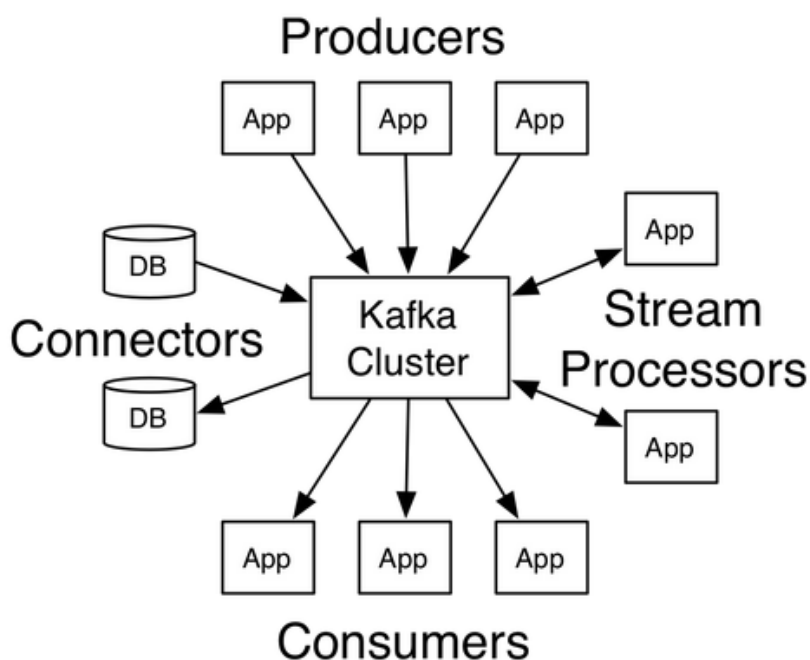 Producers
App
App
App
App
DB
Kafka
Cluster
Stream
Processors
Connectors
DB
App
App
App
App
Consumers